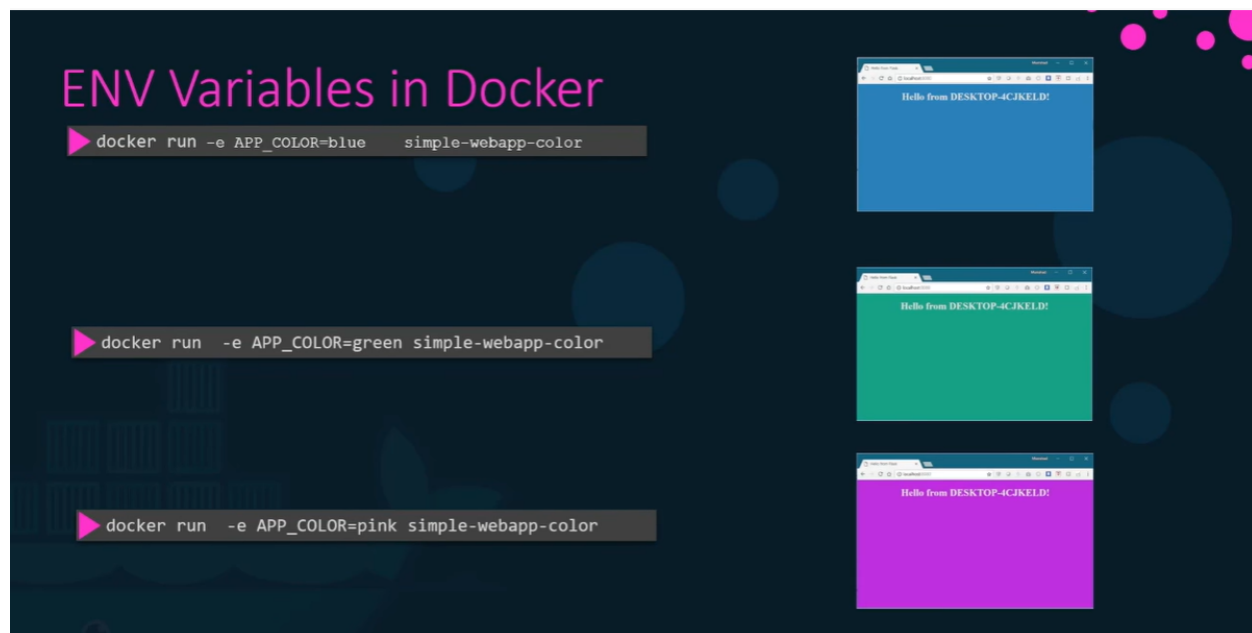 ENV Variables in Docker
docker run -e APP_COLOR=blue simple-webapp-color
Hello from DESKTOP-4CJKELD!
docker run -e APP_COLOR=green simple-webapp-color
Hello from DESKTOP-4CJKELD!
docker run -e APP_COLOR=pink simple-webapp-color
Hello from DESKTOP-4CJKELD!